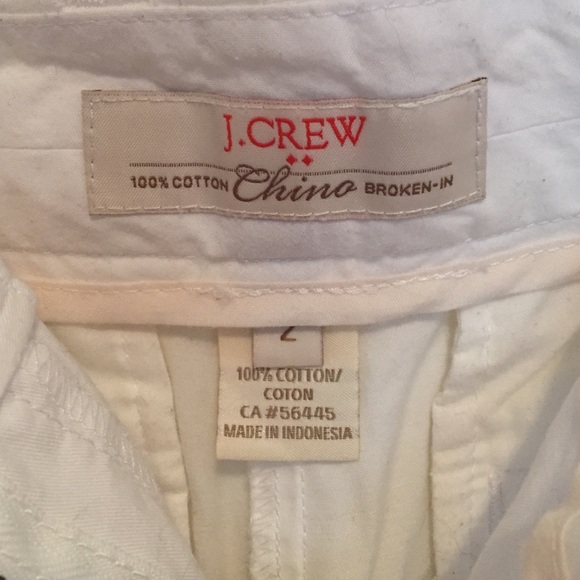 J.CREW
100% COTTON Chino BROKEN-IN
2
100% COTTON/
COTON
CA#56445
MADE IN INDONESIA